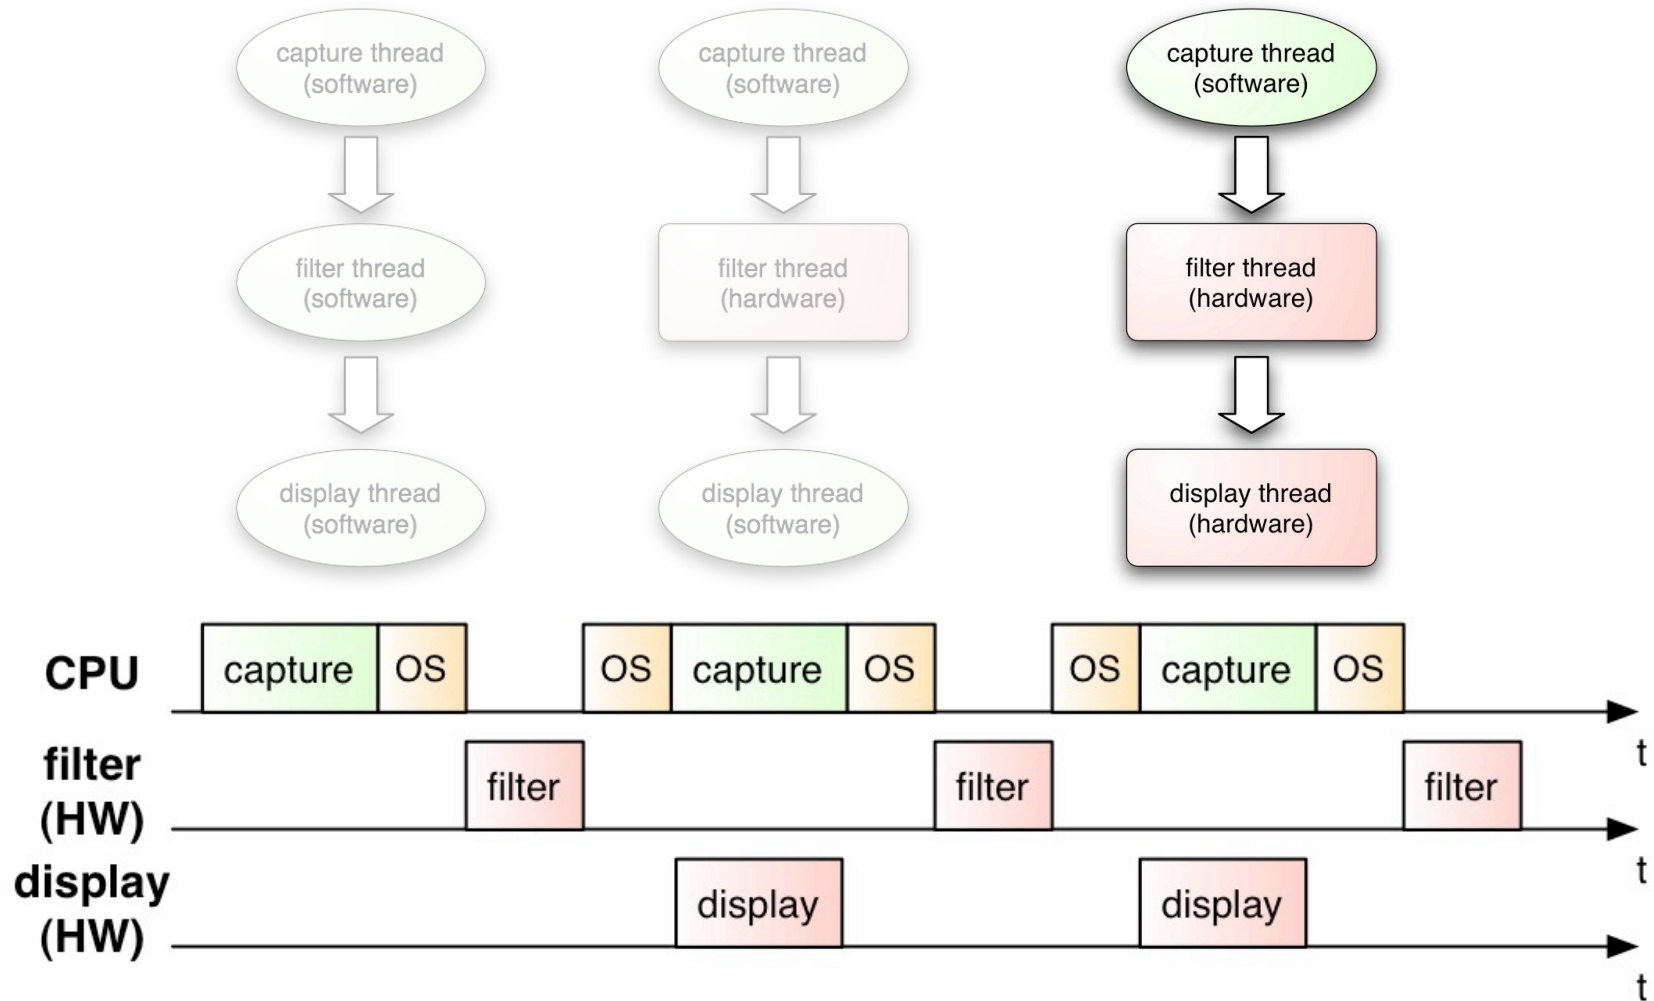 capture thread
(software)
capture thread
(software)
capture thread
(software)
filter thread
(software)
filter thread
(hardware)
filter thread
(hardware)
display thread
(software)
display thread
(software)
display thread
(hardware)
CPU
capture
OS
OS
capture
OS
OS
capture
OS
t
filter
(HW)
filter
filter
filter
t
display
(HW)
display
display
t